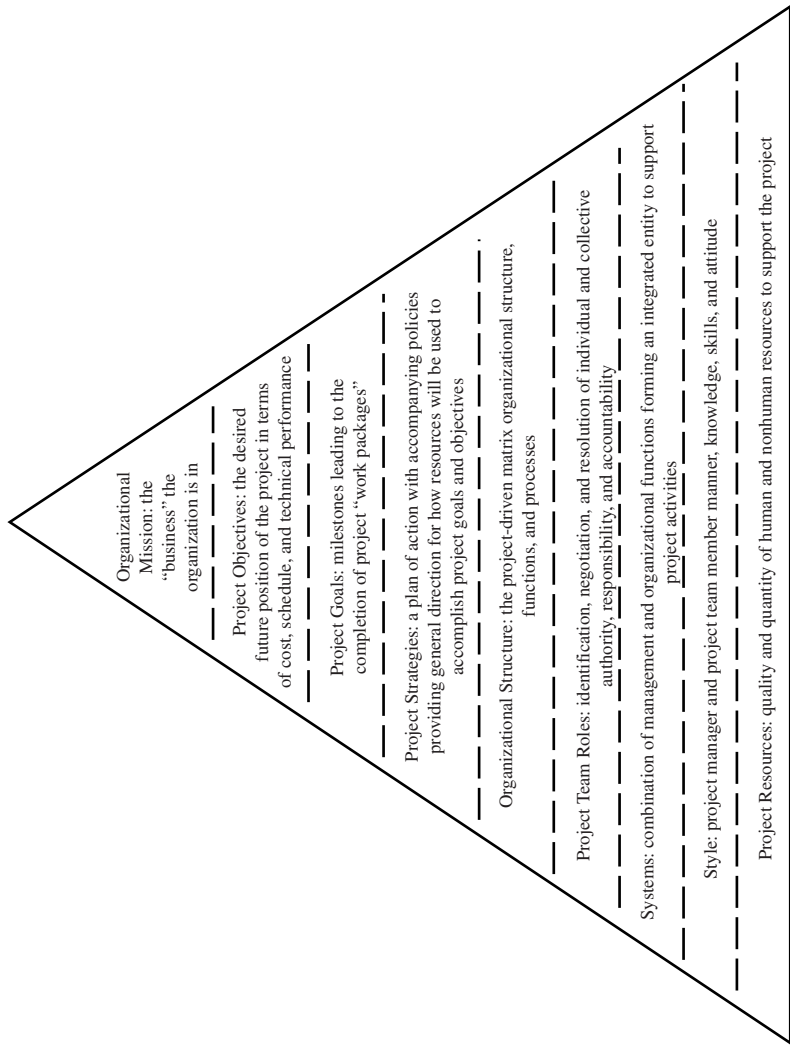 Organizational
Mission: the
“business” the
organization is in
Project Objectives: the desired
future position of the project in terms
of cost, schedule, and technical performance
Project Goals: milestones leading to the
completion of project “work packages”
Project Strategies: a plan of action with accompanying policies
providing general direction for how resources will be used to
accomplish project goals and objectives
Organizational Structure: the project-driven matrix organizational structure,
functions, and processes
Project Team Roles: identification, negotiation, and resolution of individual and collective
authority, responsibility, and accountability
Systems: combination of management and organizational functions forming an integrated entity to support
project activities
Style: project manager and project team member manner, knowledge, skills, and attitude
Project Resources: quality and quantity of human and nonhuman resources to support the project